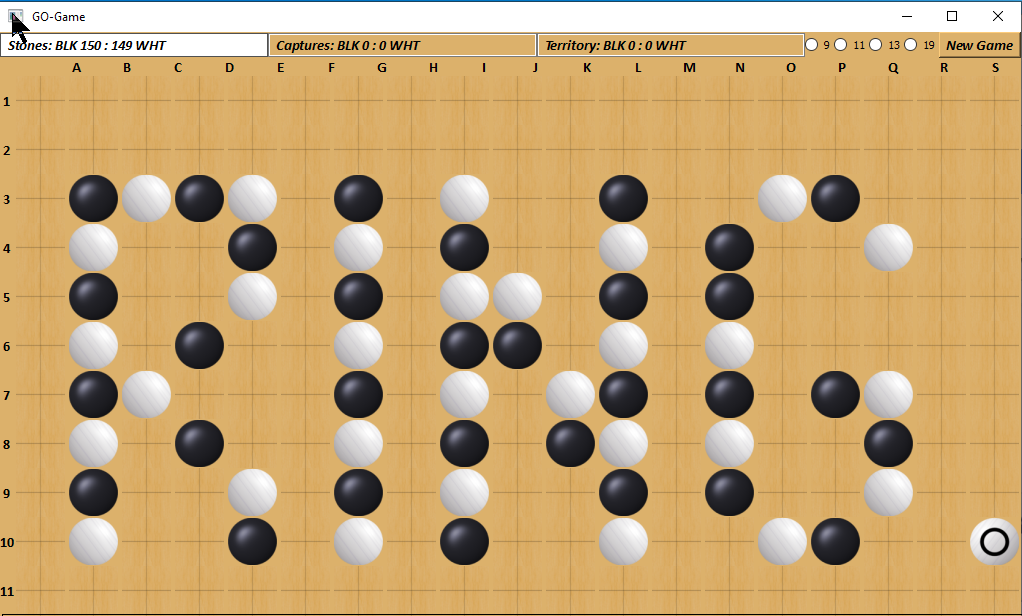 GO-Game
Stones: BLK 150 : 149 WHT Captures: BLK 0 : 0 WHT Territory: BLK 0 : 0 WHT 9 11 13 19 New Game
A B C D E F G H I J K L M N O P Q R S
1
2
3
4
5
6
7
8
9
10
11
RING.